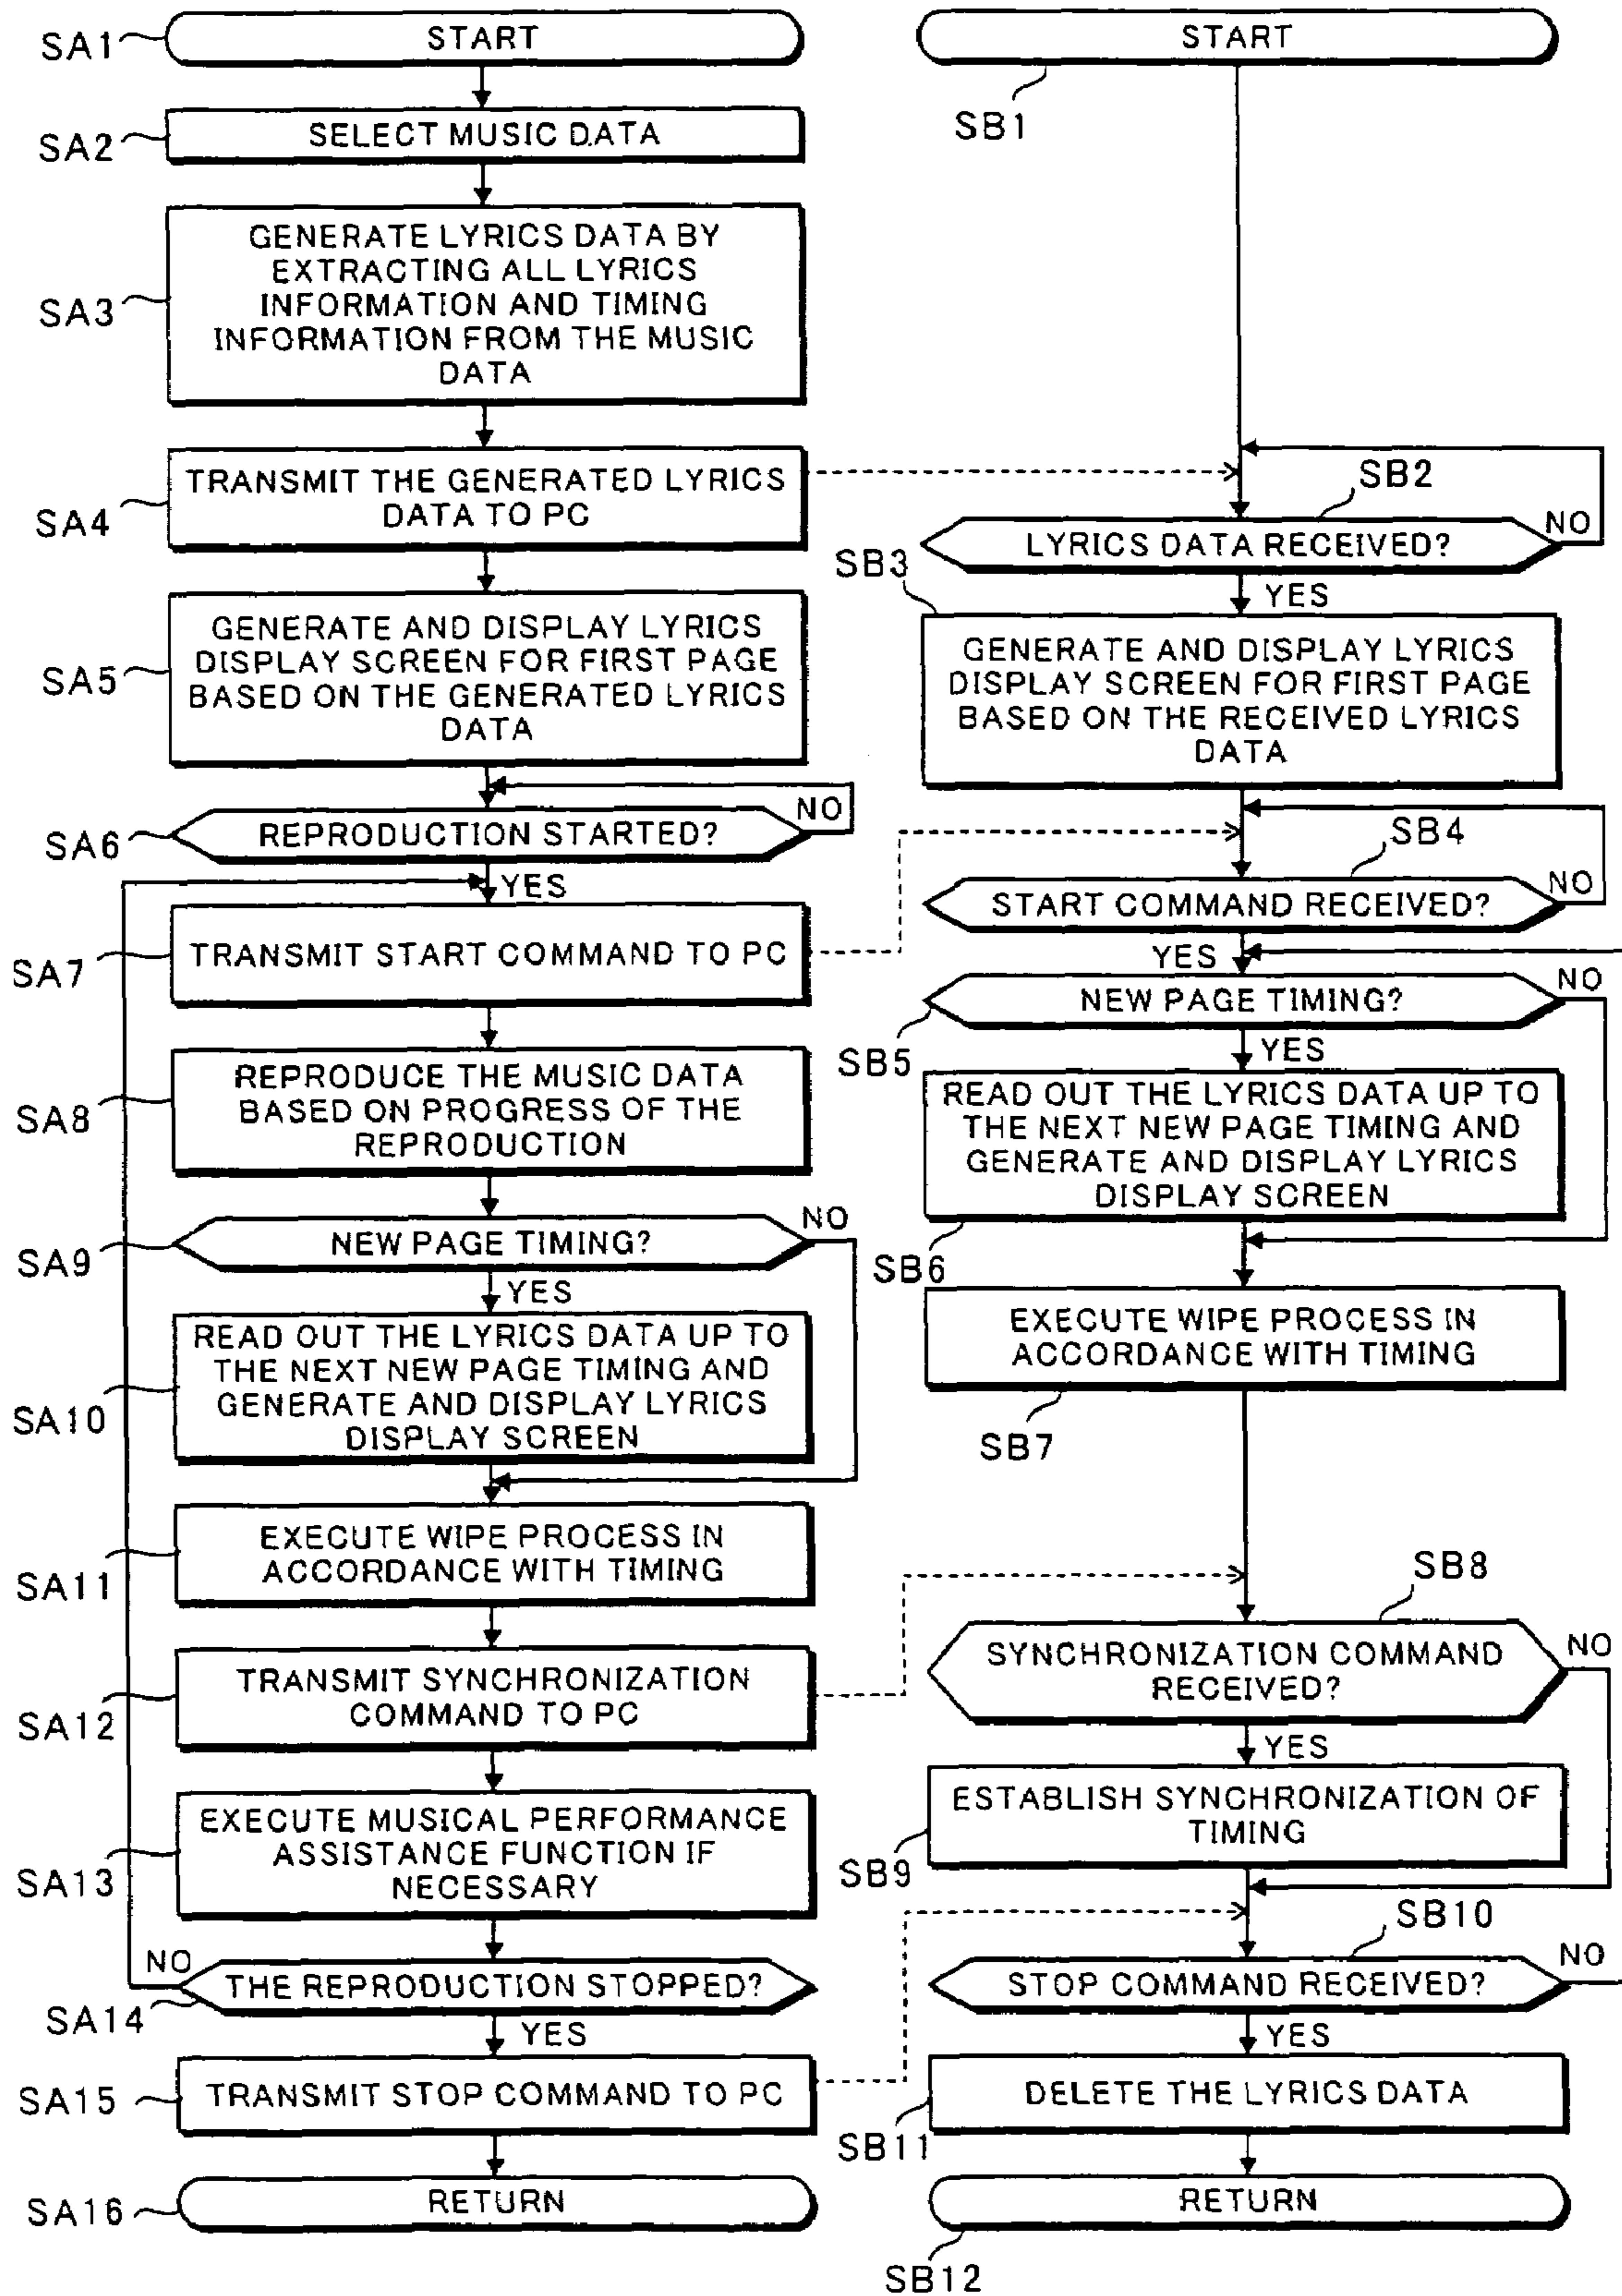 SA1
START
SA2
SELECT MUSIC DATA
SA3
GENERATE LYRICS DATA BY
EXTRACTING ALL LYRICS
INFORMATION AND TIMING
INFORMATION FROM THE MUSIC
DATA
SA4
TRANSMIT THE GENERATED LYRICS
DATA TO PC
SA5
GENERATE AND DISPLAY LYRICS
DISPLAY SCREEN FOR FIRST PAGE
BASED ON THE GENERATED LYRICS
DATA
SA6
REPRODUCTION STARTED?
NO
YES
SA7
TRANSMIT START COMMAND TO PC
SA8
REPRODUCE THE MUSIC DATA
BASED ON PROGRESS OF THE
REPRODUCTION
SA9
NEW PAGE TIMING?
NO
YES
SA10
READ OUT THE LYRICS DATA UP TO
THE NEXT NEW PAGE TIMING AND
GENERATE AND DISPLAY LYRICS
DISPLAY SCREEN
SA11
EXECUTE WIPE PROCESS IN
ACCORDANCE WITH TIMING
SA12
TRANSMIT SYNCHRONIZATION
COMMAND TO PC
SA13
EXECUTE MUSICAL PERFORMANCE
ASSISTANCE FUNCTION IF
NECESSARY
NO
SA14
THE REPRODUCTION STOPPED?
YES
SA15
TRANSMIT STOP COMMAND TO PC
SA16
RETURN
START
SB1
SB2
LYRICS DATA RECEIVED?
NO
YES
SB3
GENERATE AND DISPLAY LYRICS
DISPLAY SCREEN FOR FIRST PAGE
BASED ON THE RECEIVED LYRICS
DATA
SB4
START COMMAND RECEIVED?
NO
YES
NEW PAGE TIMING?
NO
SB5
YES
READ OUT THE LYRICS DATA UP TO
THE NEXT NEW PAGE TIMING AND
GENERATE AND DISPLAY LYRICS
DISPLAY SCREEN
SB6
EXECUTE WIPE PROCESS IN
ACCORDANCE WITH TIMING
SB7
SB8
SYNCHRONIZATION COMMAND
RECEIVED?
NO
YES
ESTABLISH SYNCHRONIZATION OF
TIMING
SB9
SB10
STOP COMMAND RECEIVED?
NO
YES
DELETE THE LYRICS DATA
SB11
RETURN
SB12